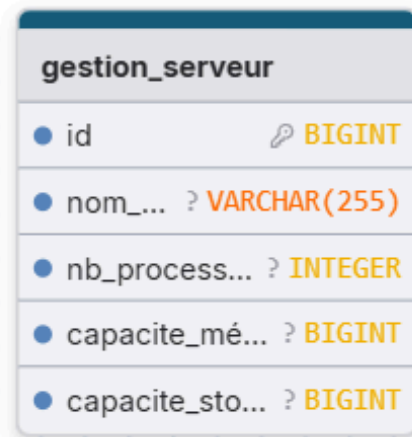 gestion_serveur
id BIGINT
nom_... ? VARCHAR(255)
nb_process... ? INTEGER
capacite_mé... ? BIGINT
capacite_sto... ? BIGINT